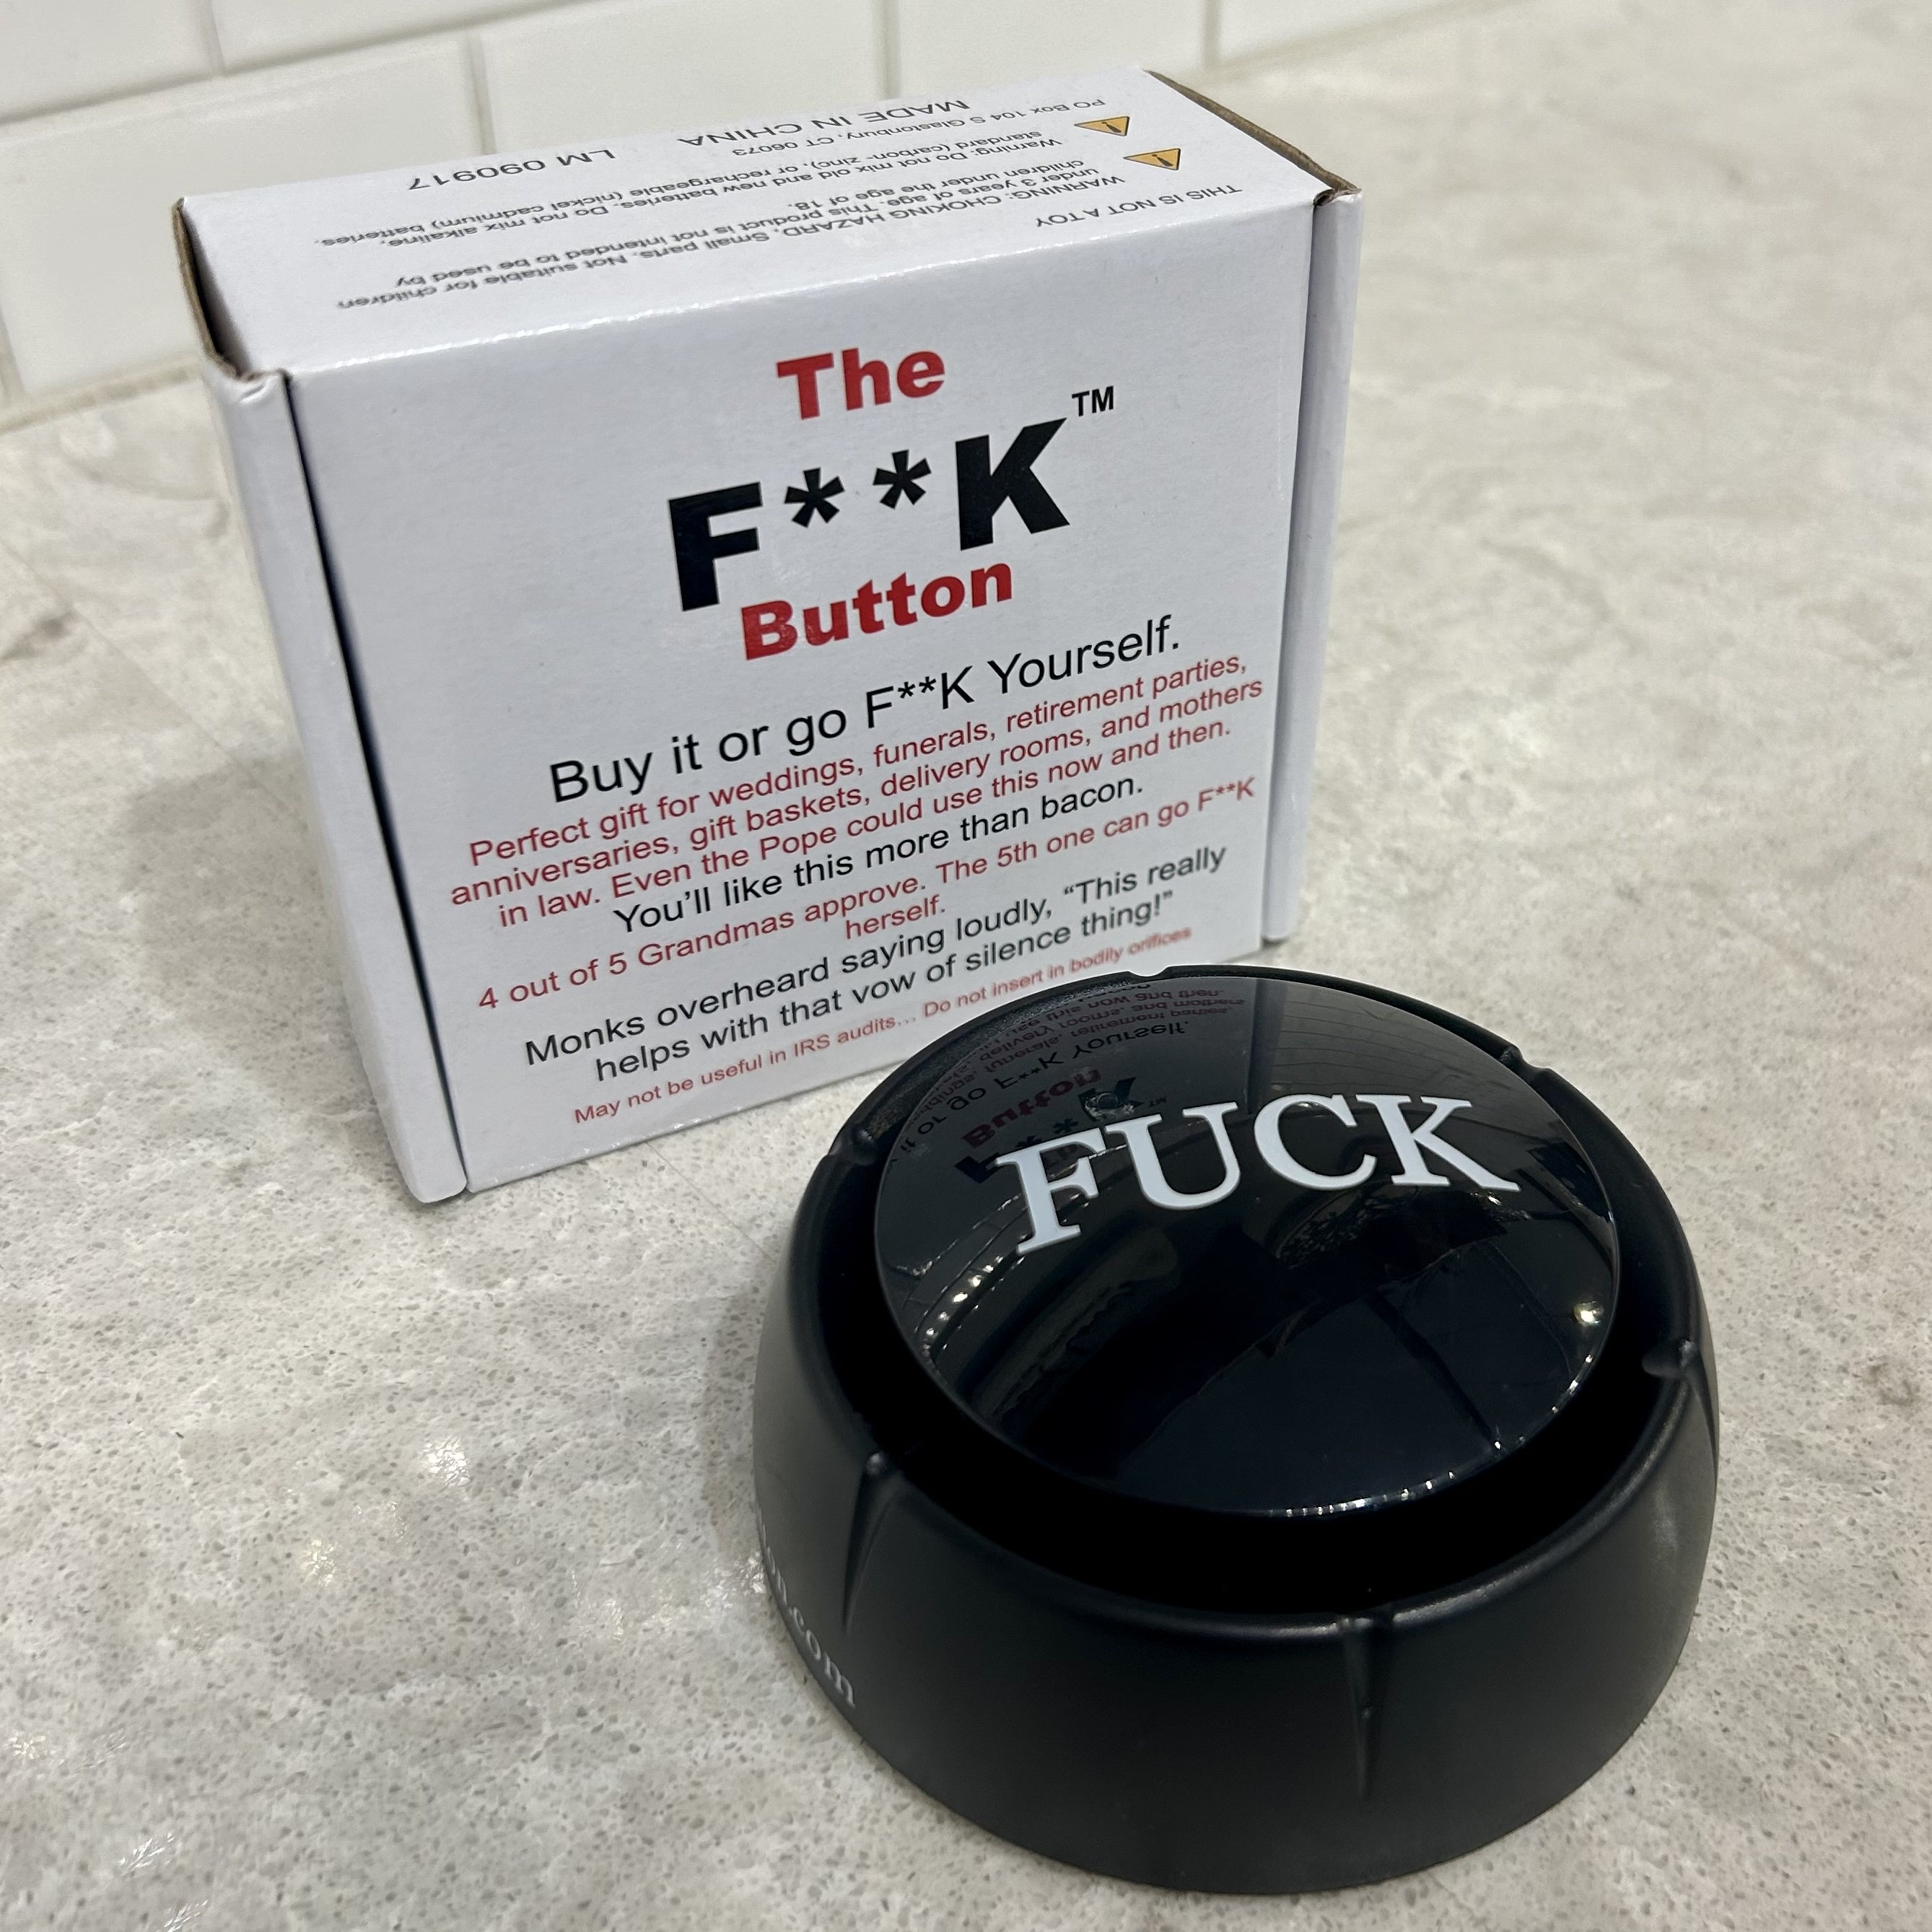 THIS IS NOT A TOY
WARNING: CHOKING HAZARD, Small parts. Not suitable for children
under 3 years of age. This product is not intended to be used by
children under the age of 18.
Warning: Do not mix old and new batteries. Do not mix alkaline,
standard (carbon- zinc), or rechargeable (nickel cadmium) batteries.
PO Box 104 S Glastonbury, CT 06073
MADE IN CHINA LM 090917
The
F**K™
Button
Buy it or go F**K Yourself.
Perfect gift for weddings, funerals, retirement parties,
anniversaries, gift baskets, delivery rooms, and mothers
in law. Even the Pope could use this now and then.
You’ll like this more than bacon.
4 out of 5 Grandmas approve. The 5th one can go F**K
herself.
Monks overheard saying loudly, “This really
helps with that vow of silence thing!”
May not be useful in IRS audits... Do not insert in bodily orifices
FUCK
.com